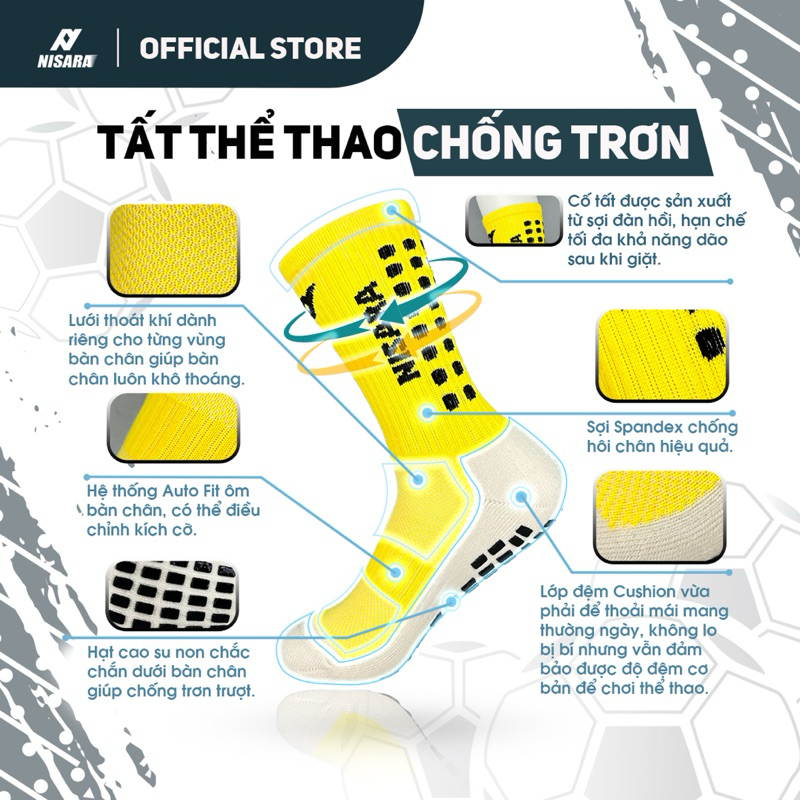 NISARA
OFFICIAL STORE
TẤT THỂ THAO CHỐNG TRƠN
Cổ tất được sản xuất
từ sợi đàn hồi, hạn chế
tối đa khả năng dão
sau khi giặt.
Lưới thoát khí dành
riêng cho từng vùng
bàn chân giúp bàn
chân luôn khô thoáng.
NISARA
Sợi Spandex chống
hôi chân hiệu quả.
Hệ thống Auto Fit ôm
bàn chân, có thể điều
chỉnh kích cỡ.
Lớp đệm Cushion vừa
phải để thoải mái mang
thường ngày, không lo
bị bí nhưng vẫn đảm
bảo được độ đệm cơ
bản để chơi thể thao.
Hạt cao su non chắc
chắn dưới bàn chân
giúp chống trơn trượt.